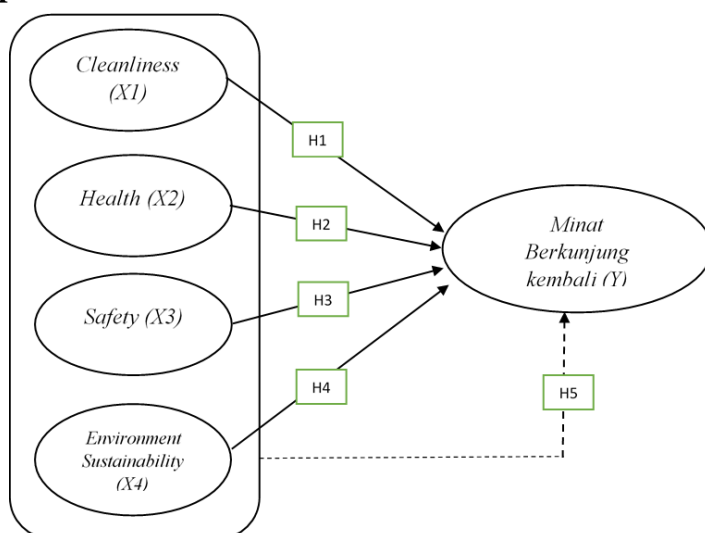 Cleanliness
(X1)
H1
Health (X2)
H2
Minat
Berkunjung
kembali (Y)
Safety (X3)
H3
H4
H5
Environment
Sustainability
(X4)